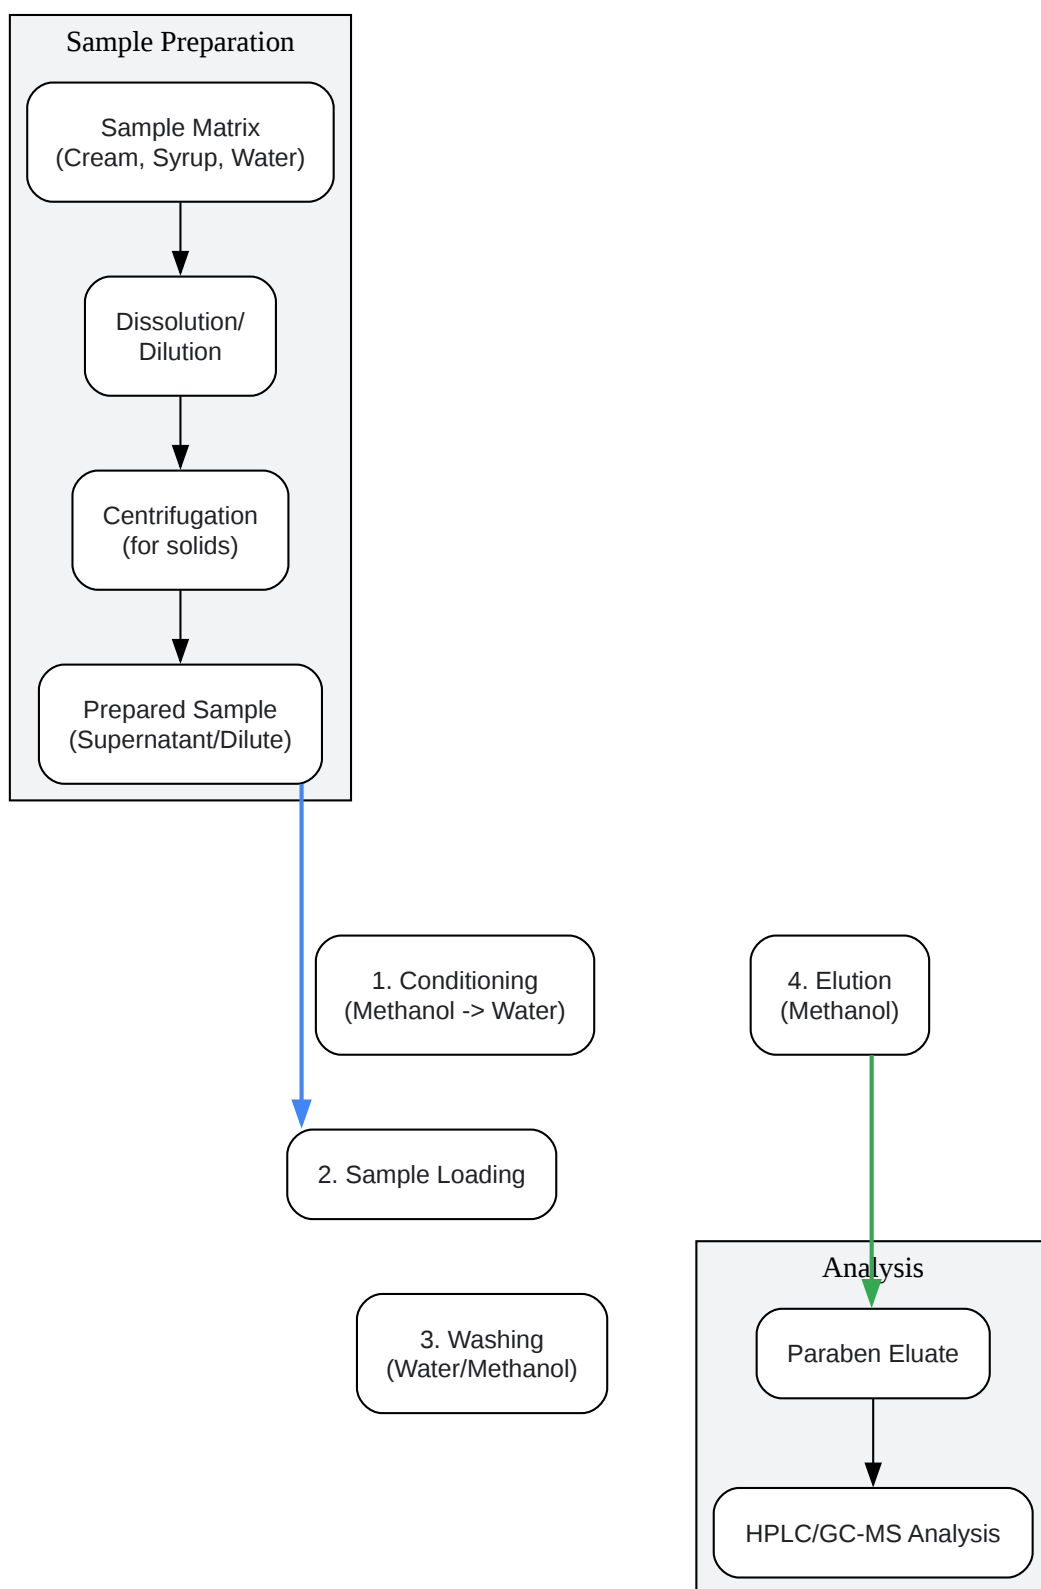 Sample Preparation
Sample Matrix
(Cream, Syrup, Water)
Dissolution/
Dilution
Centrifugation
(for solids)
Prepared Sample
(Supernatant/Dilute)
1. Conditioning
(Methanol -> Water)
2. Sample Loading
3. Washing
(Water/Methanol)
4. Elution
(Methanol)
Analysis
Paraben Eluate
HPLC/GC-MS Analysis